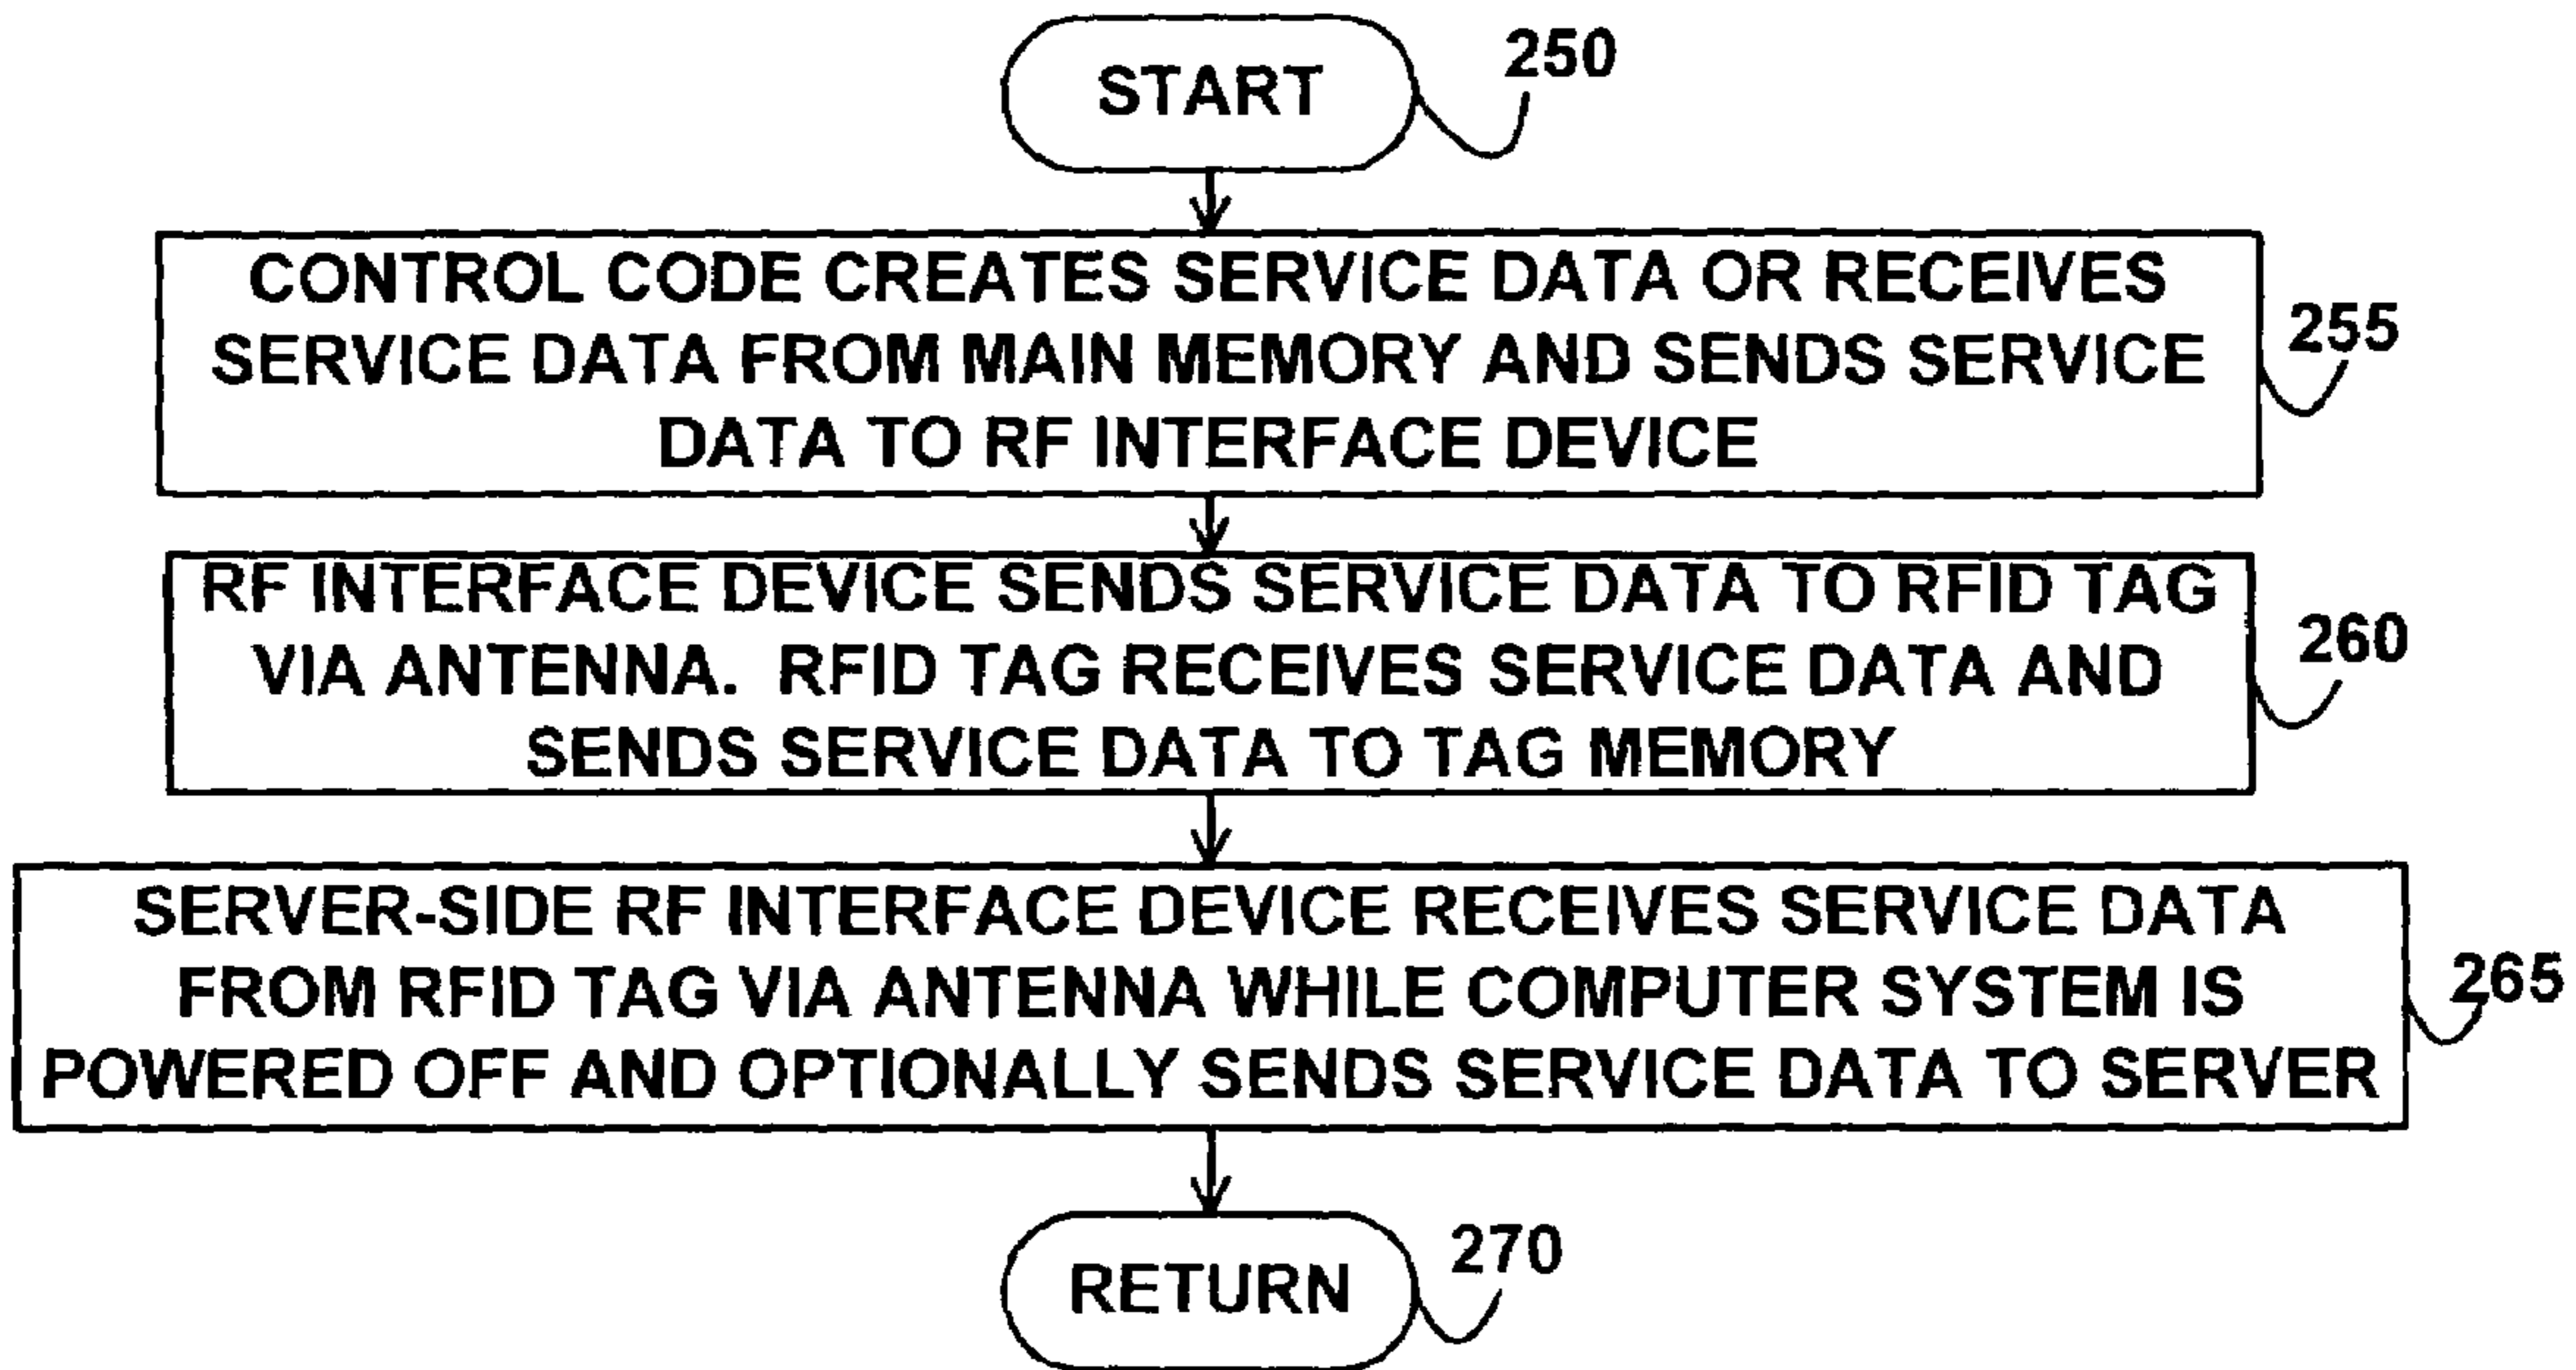 START
250
CONTROL CODE CREATES SERVICE DATA OR RECEIVES
SERVICE DATA FROM MAIN MEMORY AND SENDS SERVICE
DATA TO RF INTERFACE DEVICE
255
RF INTERFACE DEVICE SENDS SERVICE DATA TO RFID TAG
VIA ANTENNA. RFID TAG RECEIVES SERVICE DATA AND
SENDS SERVICE DATA TO TAG MEMORY
260
SERVER-SIDE RF INTERFACE DEVICE RECEIVES SERVICE DATA
FROM RFID TAG VIA ANTENNA WHILE COMPUTER SYSTEM IS
POWERED OFF AND OPTIONALLY SENDS SERVICE DATA TO SERVER
265
RETURN
270